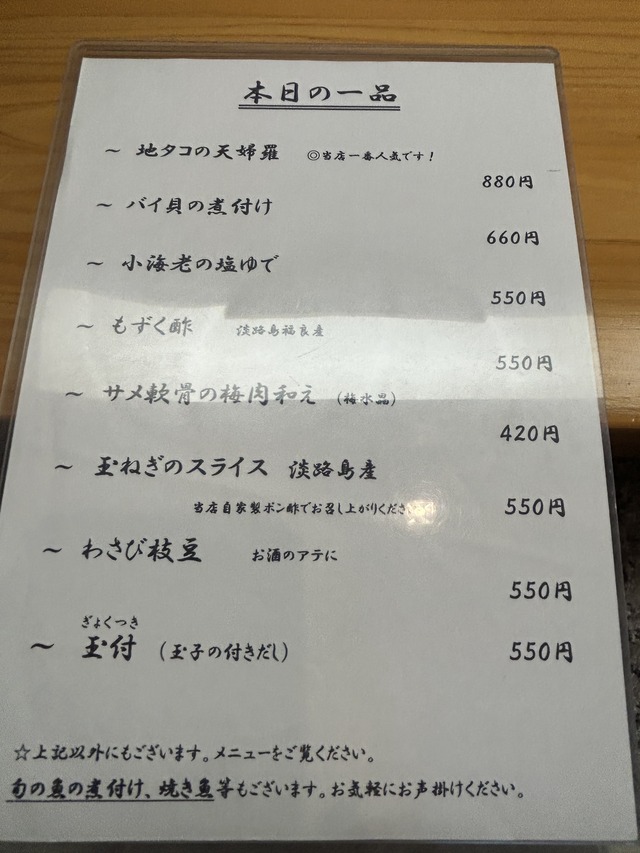 本日の一品
～ 地タコの天婦羅 ◎当店一番人気です！
880円
～ バイ貝の煮付け
660円
～ 小海老の塩ゆで
550円
～ もずく酢 淡路島福良産
550円
～ サメ軟骨の梅肉和え (梅水晶)
420円
～ 玉ねぎのスライス 淡路島産
当店自家製ポン酢でお召し上がりくださ
550円
～ わさび枝豆 お酒のアテに
550円
ぎょくつき
～ 玉付 (玉子の付きだし)
550円
☆上記以外にもございます。メニューをご覧ください。
旬の魚の煮付け、焼き魚等もございます。お気軽にお声掛けください。